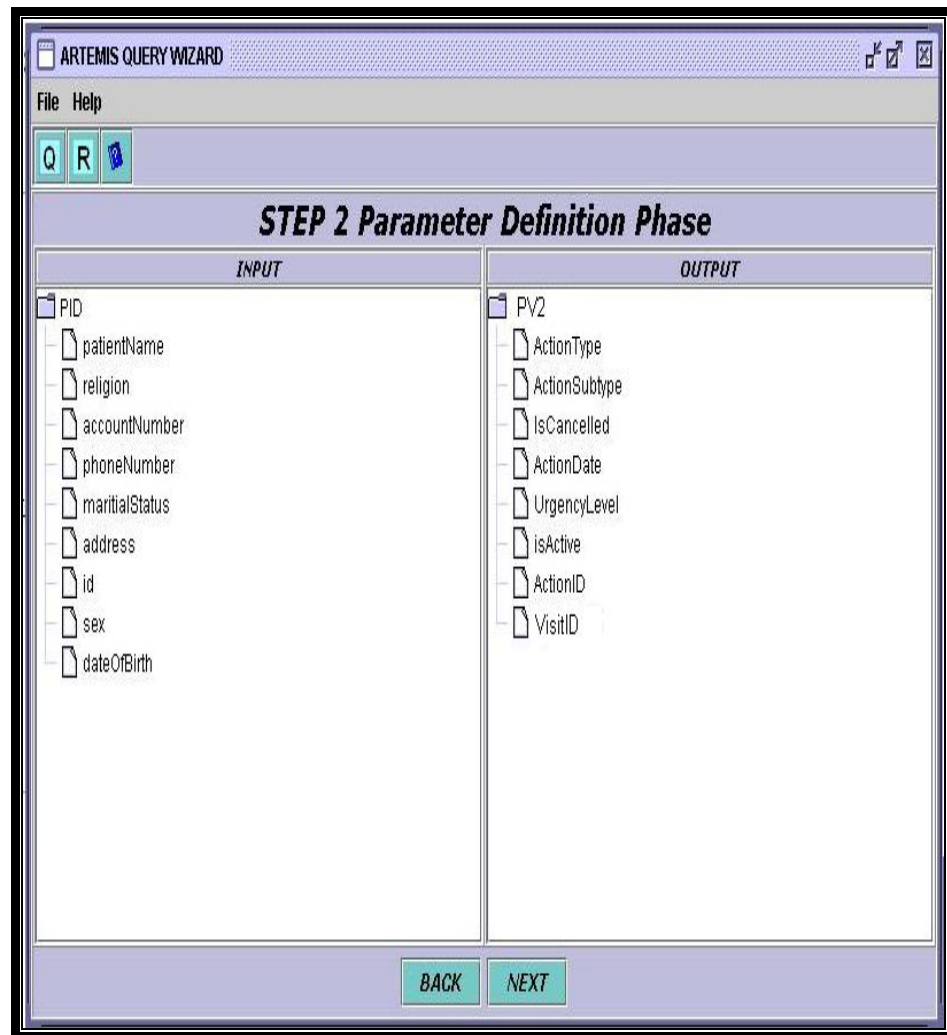 ARTEMIS QUERY WIZARD
File Help
Q R ?
STEP 2 Parameter Definition Phase
INPUT
PID
patientName
religion
accountNumber
phoneNumber
maritialStatus
address
id
sex
dateOfBirth
OUTPUT
PV2
ActionType
ActionSubtype
IsCancelled
ActionDate
UrgencyLevel
isActive
ActionID
VisitID
BACK NEXT